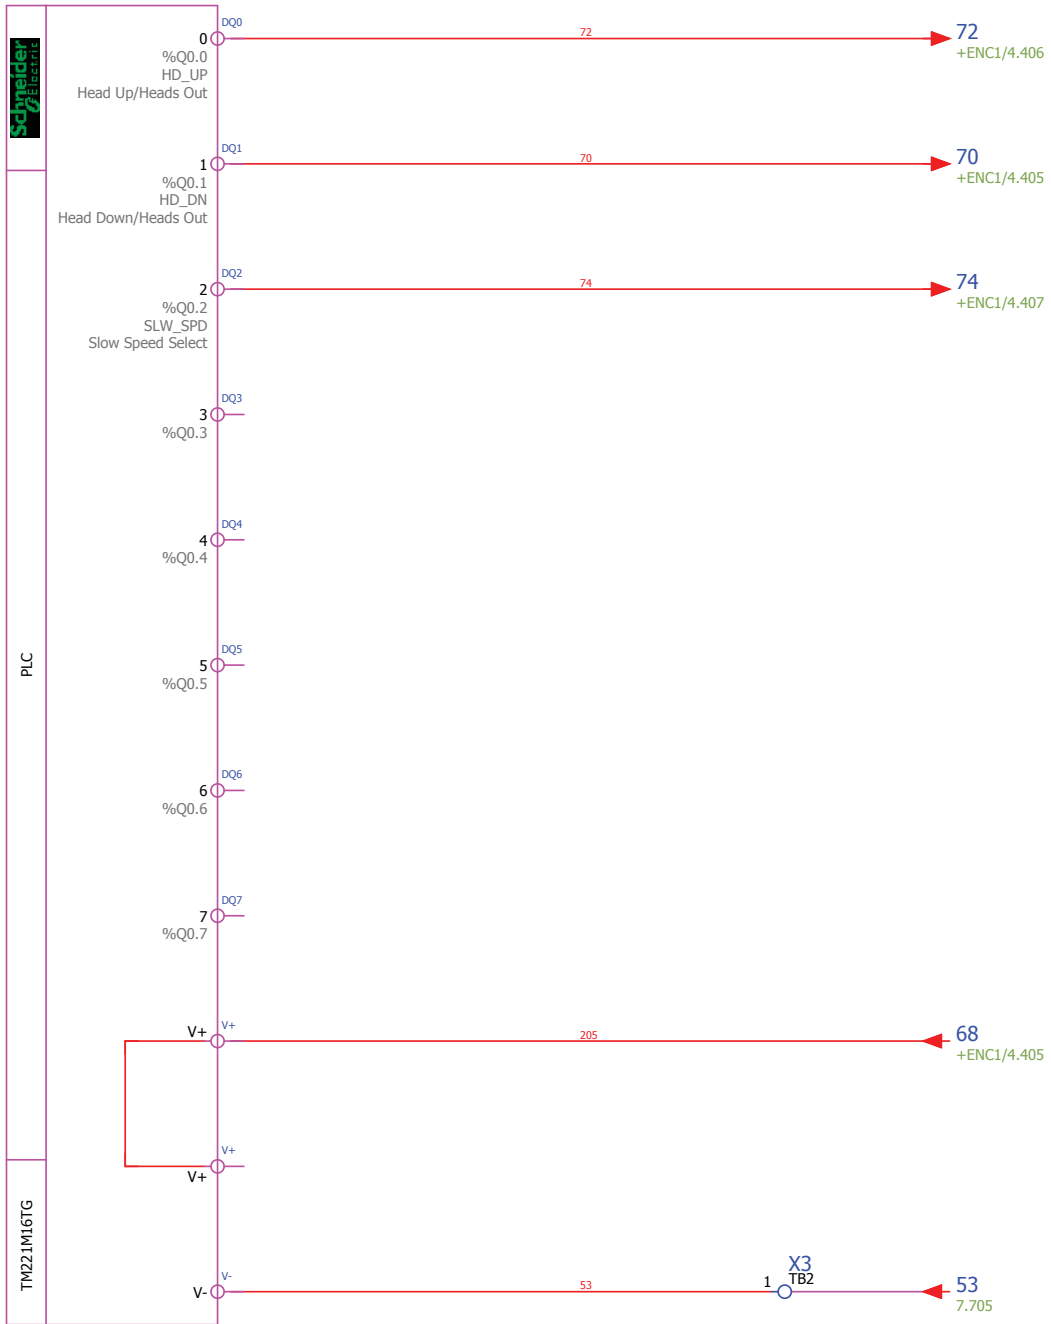 Schneider
Electric
PLC
TM221M16TG
DQ0
0
%Q0.0
HD_UP
Head Up/Heads Out
72
72
+ENC1/4.406
DQ1
1
%Q0.1
HD_DN
Head Down/Heads Out
70
70
+ENC1/4.405
DQ2
2
%Q0.2
SLW_SPD
Slow Speed Select
74
74
+ENC1/4.407
DQ3
3
%Q0.3
DQ4
4
%Q0.4
DQ5
5
%Q0.5
DQ6
6
%Q0.6
DQ7
7
%Q0.7
V+
V+
205
68
+ENC1/4.405
V+
V+
V-
V-
53
X3
1 TB2
53
7.705